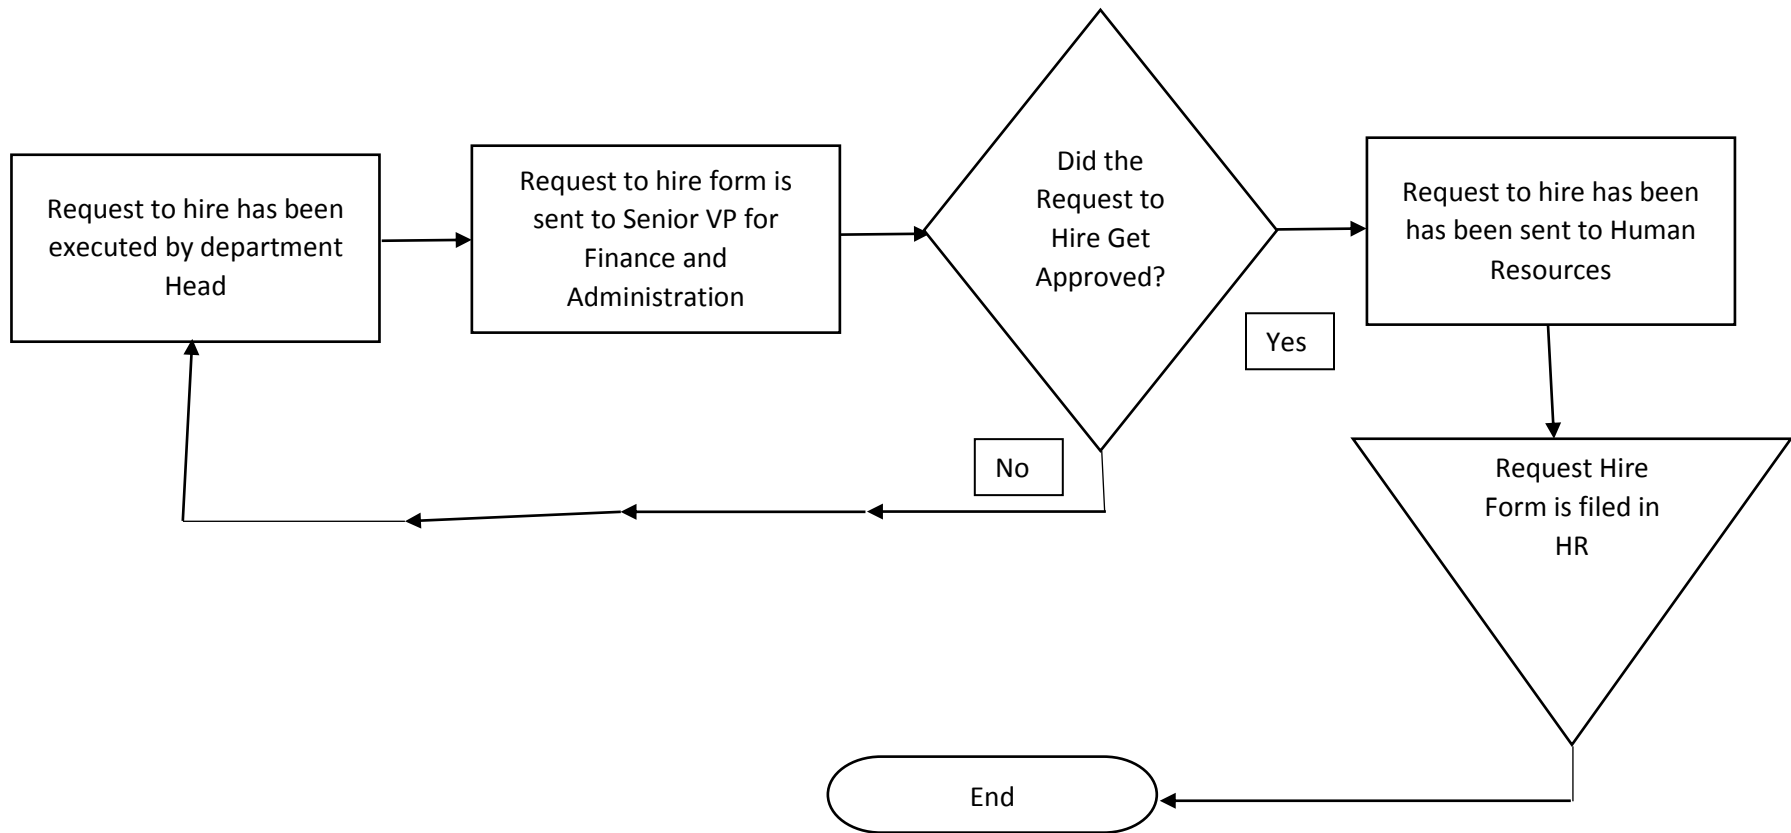 Request to hire has been
executed by department
Head
Request to hire form is
sent to Senior VP for
Finance and
Administration
Did the
Request to
Hire Get
Approved?
Request to hire has been
has been sent to Human
Resources
Yes
No
Request Hire
Form is filed in
HR
End